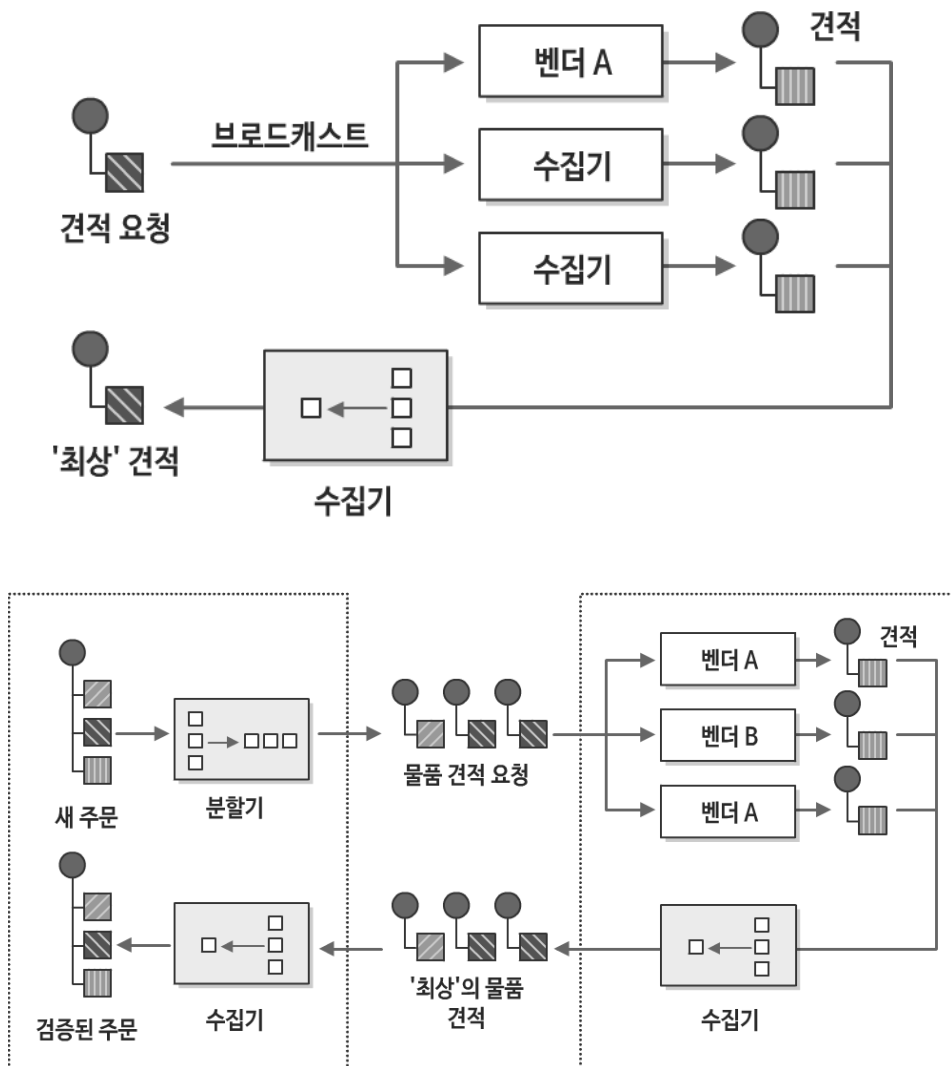 견적
벤더 A
브로드캐스트
수집기
견적 요청
수집기
'최상' 견적
수집기
견적
벤더 A
벤더 B
물품 견적 요청
새 주문
분할기
벤더 A
'최상'의 물품
견적
검증된 주문
수집기
수집기